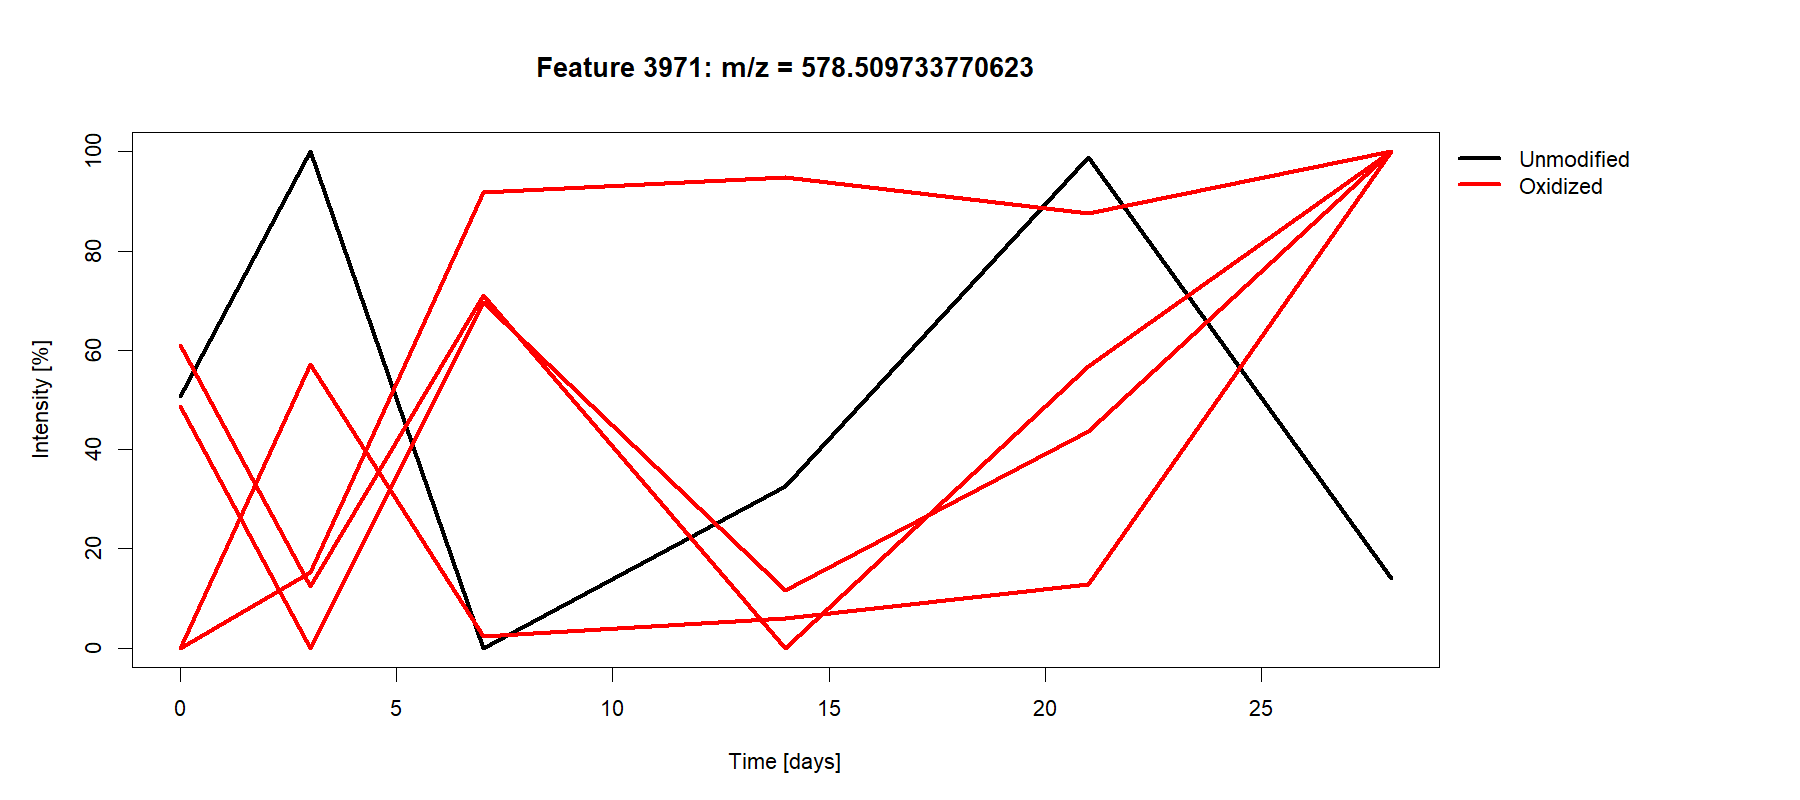 Feature 3971: m/z = 578.509733770623
Unmodified
Oxidized
Intensity [%]
100
80
60
40
20
0
0 5 10 15 20 25
Time [days]